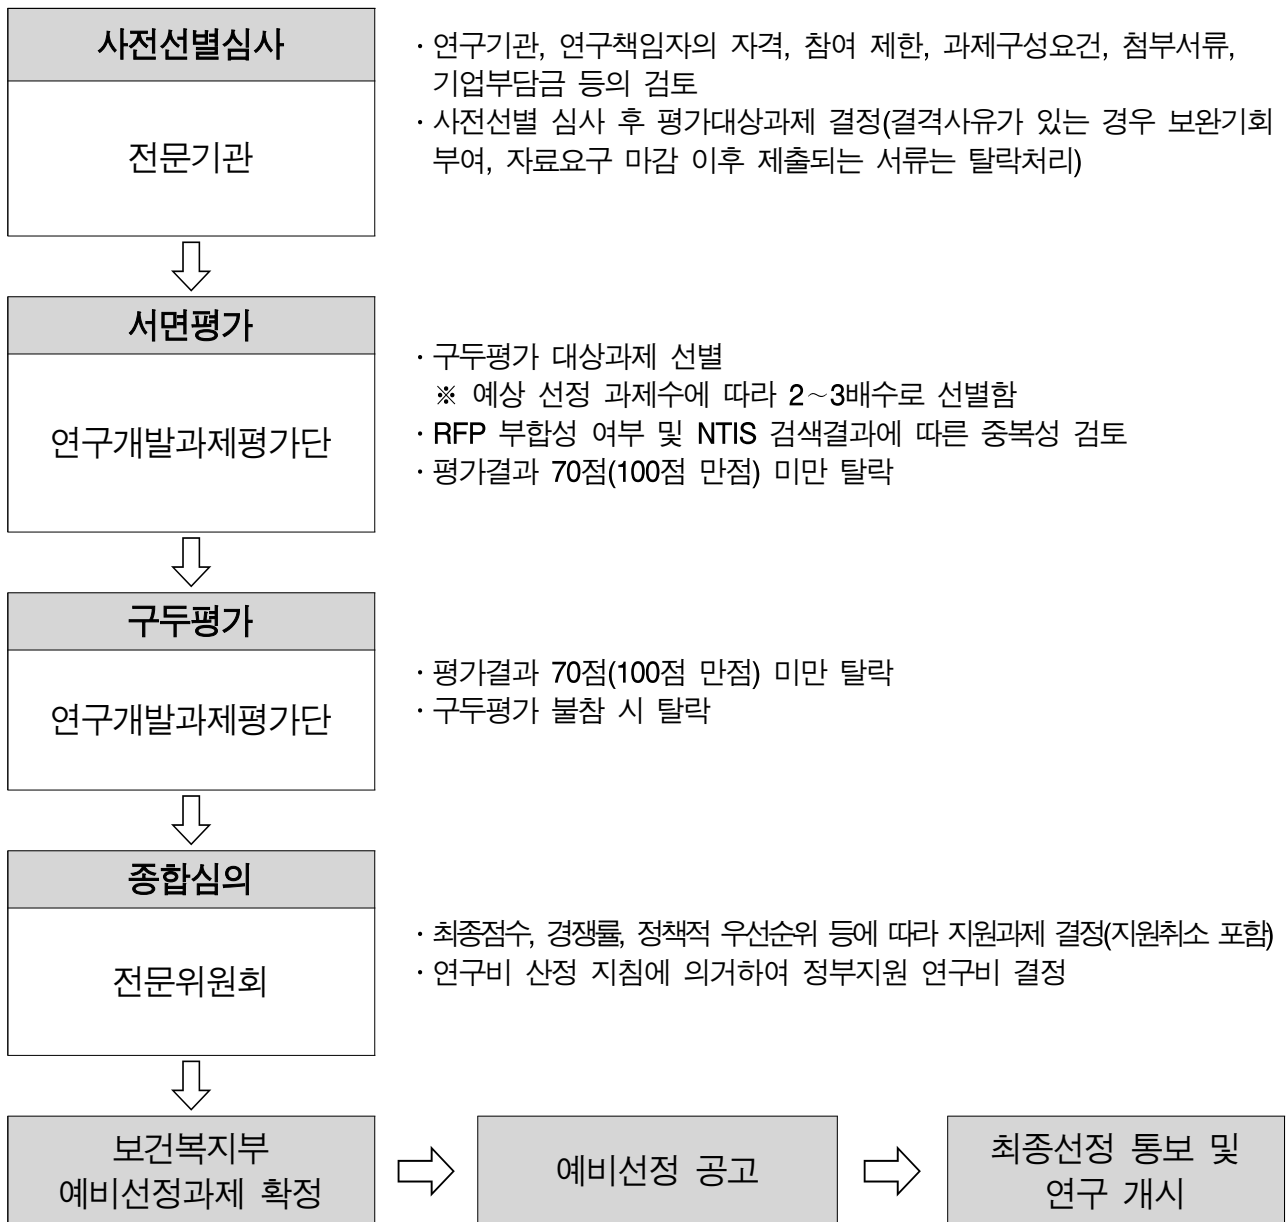 사전선별심사
전문기관
· 연구기관, 연구책임자의 자격, 참여 제한, 과제구성요건, 첨부서류,
기업부담금 등의 검토
· 사전선별 심사 후 평가대상과제 결정(결격사유가 있는 경우 보완기회
부여, 자료요구 마감 이후 제출되는 서류는 탈락처리)
서면평가
연구개발과제평가단
· 구두평가 대상과제 선별
※ 예상 선정 과제수에 따라 2~3배수로 선별함
· RFP 부합성 여부 및 NTIS 검색결과에 따른 중복성 검토
· 평가결과 70점(100점 만점) 미만 탈락
구두평가
연구개발과제평가단
· 평가결과 70점(100점 만점) 미만 탈락
· 구두평가 불참 시 탈락
종합심의
전문위원회
· 최종점수, 경쟁률, 정책적 우선순위 등에 따라 지원과제 결정(지원취소 포함)
· 연구비 산정 지침에 의거하여 정부지원 연구비 결정
보건복지부
예비선정과제 확정
예비선정 공고
최종선정 통보 및
연구 개시